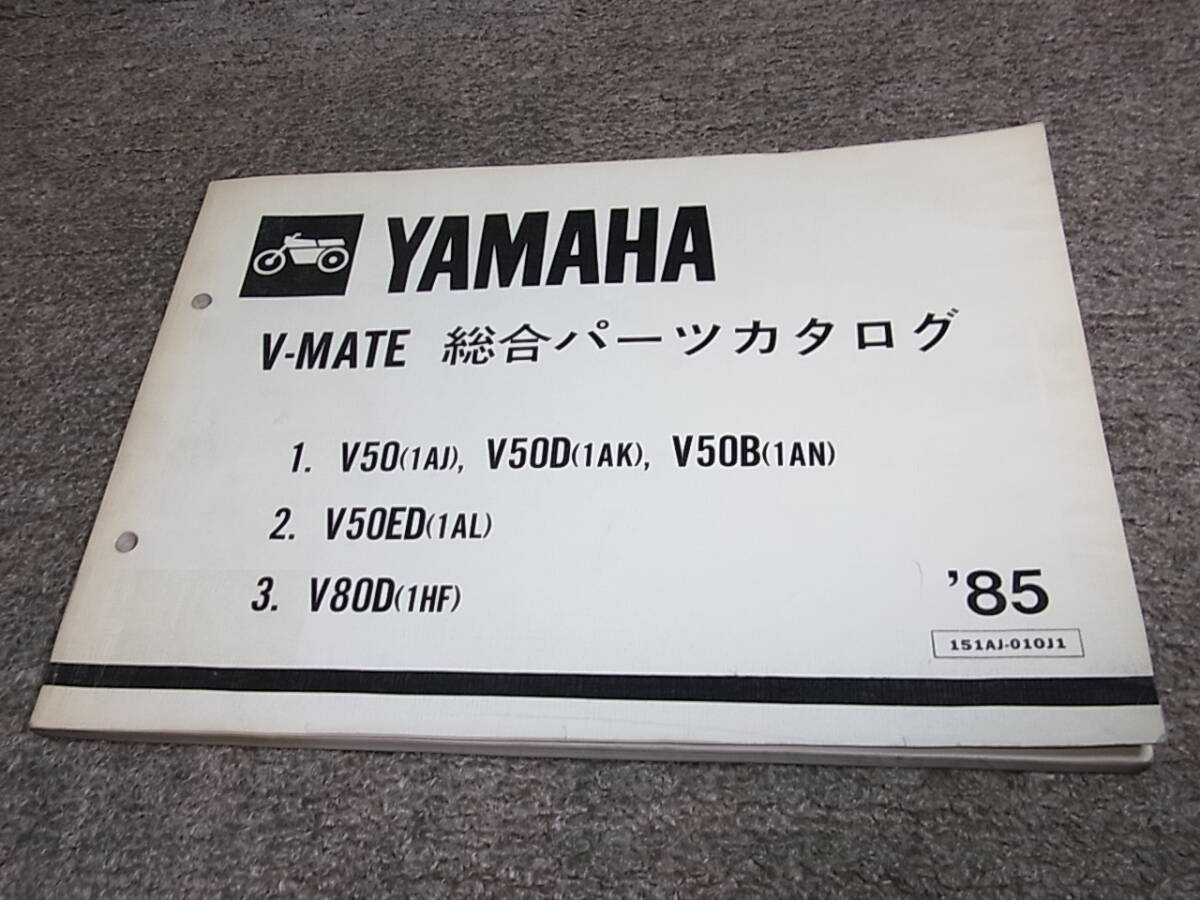 YAMAHA
V-MATE 総合パーツカタログ
1. V50(1AJ), V50D(1AK), V50B(1AN)
2. V50ED(1AL)
3. V80D(1HF)
'85
151AJ-010J1